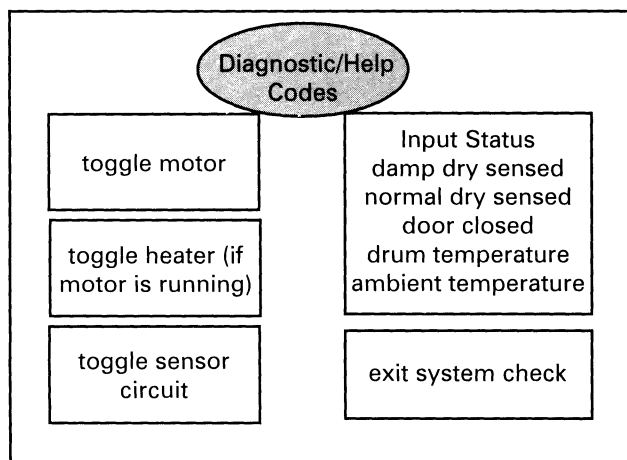 Diagnostic/Help
Codes
toggle motor
toggle heater (if
motor is running)
toggle sensor
circuit
Input Status
damp dry sensed
normal dry sensed
door closed
drum temperature
ambient temperature
exit system check